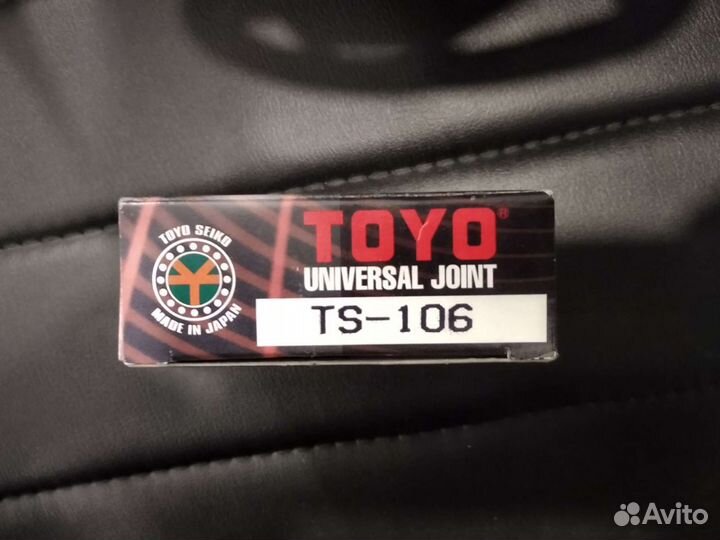 TOYO SEIKO
MADE IN JAPAN
TOYO®
UNIVERSAL JOINT
TS-106
Avito